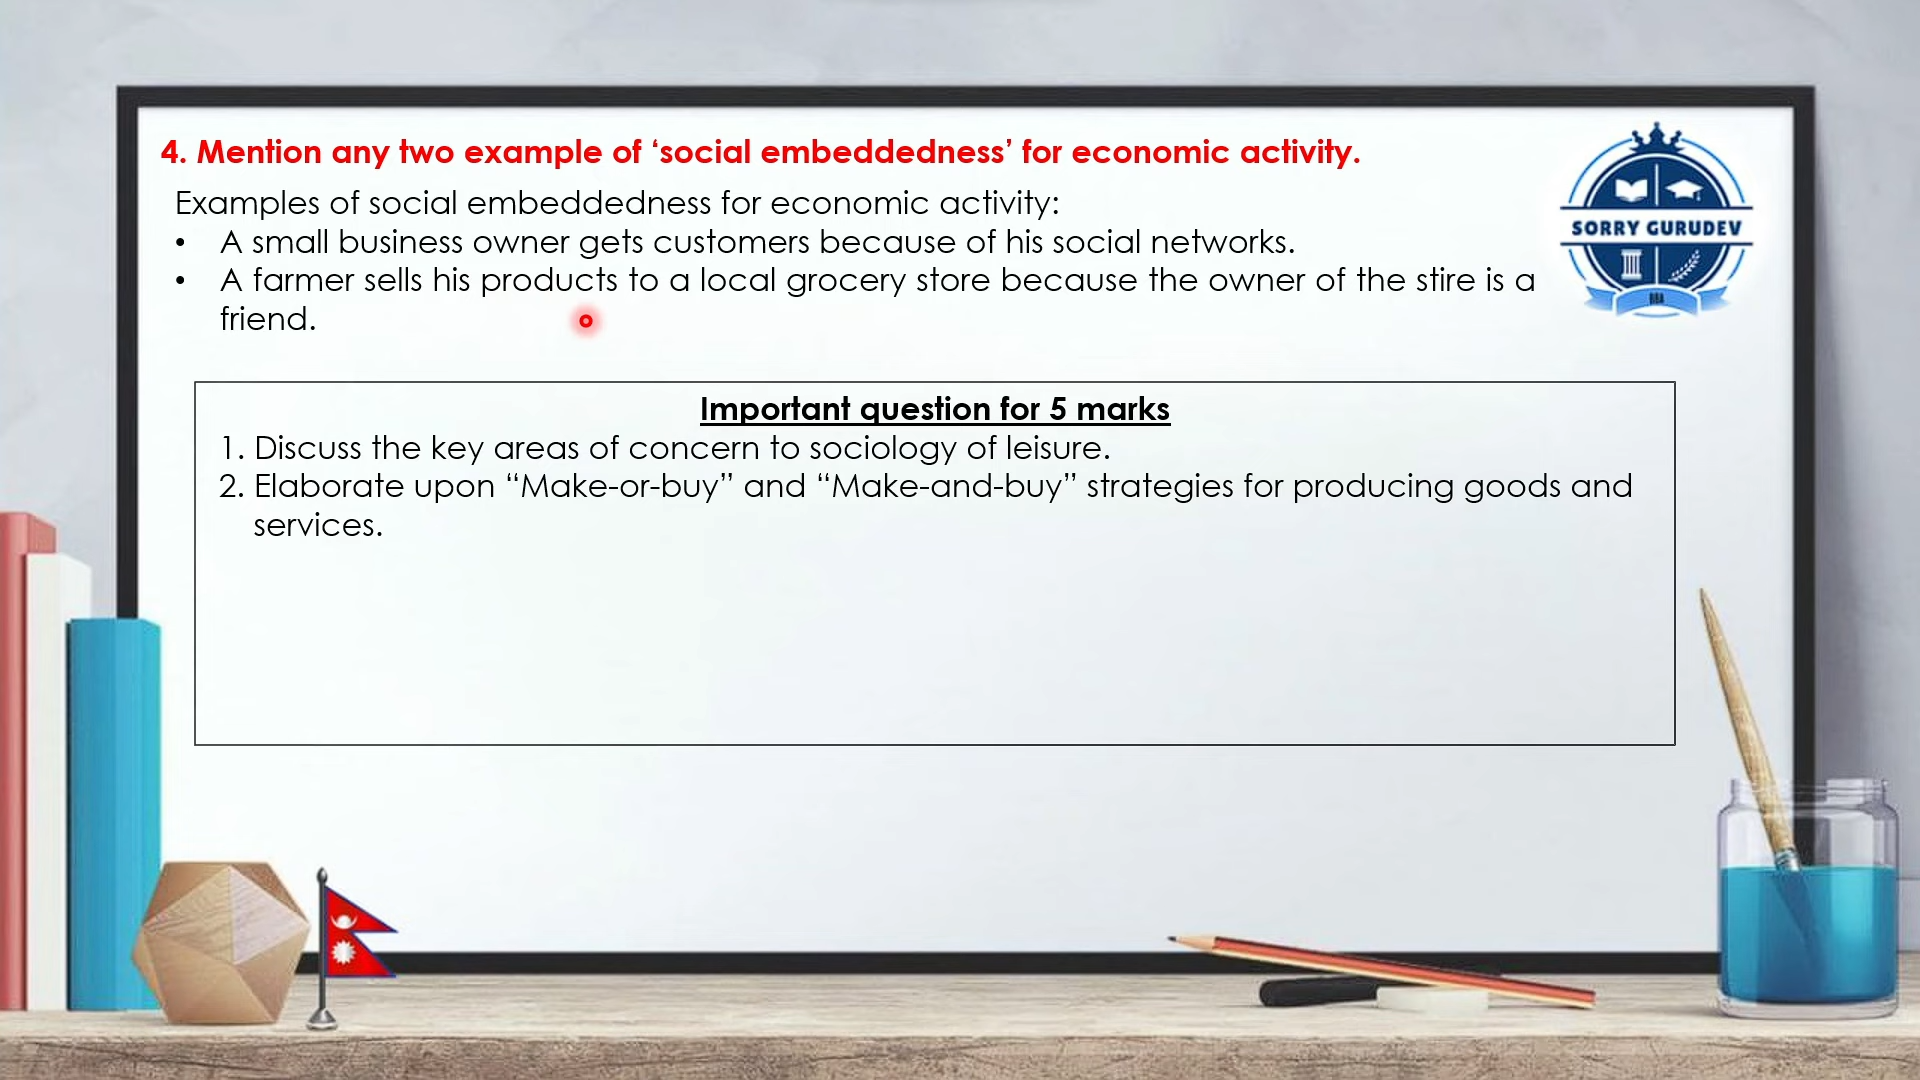 4. Mention any two example of ‘social embeddedness’ for economic activity.
Examples of social embeddedness for economic activity:
• A small business owner gets customers because of his social networks.
• A farmer sells his products to a local grocery store because the owner of the stire is a
friend.
SORRY GURUDEV
BBA
Important question for 5 marks
1. Discuss the key areas of concern to sociology of leisure.
2. Elaborate upon “Make-or-buy” and “Make-and-buy” strategies for producing goods and
services.